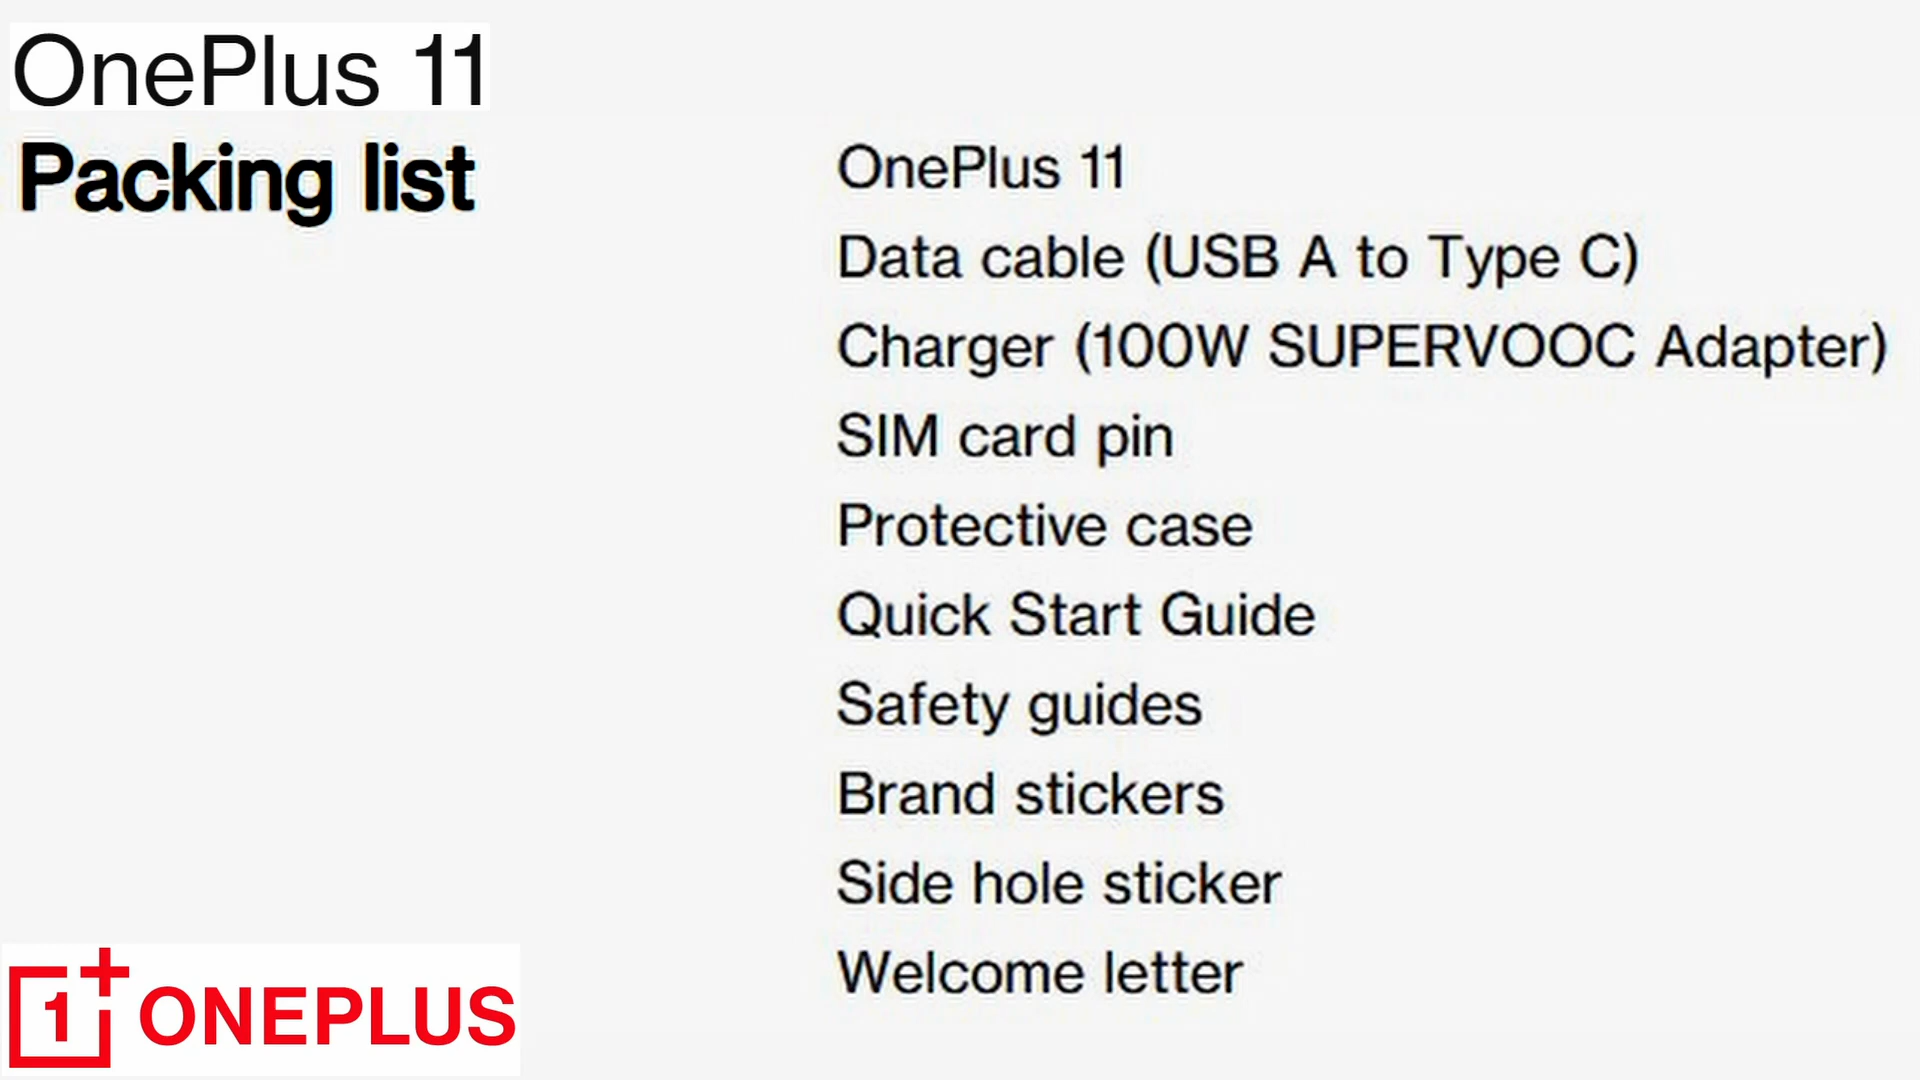 OnePlus 11
Packing list
OnePlus 11
Data cable (USB A to Type C)
Charger (100W SUPERVOOC Adapter)
SIM card pin
Protective case
Quick Start Guide
Safety guides
Brand stickers
Side hole sticker
Welcome letter
1+ ONEPLUS